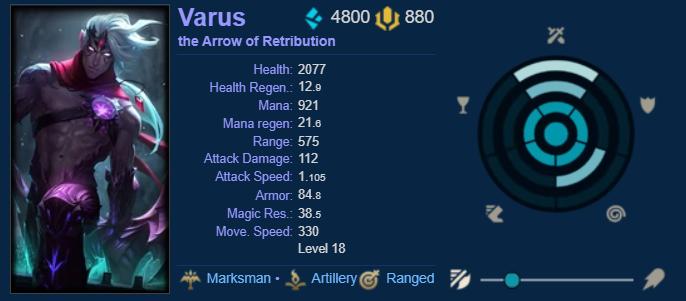 Varus 4800 880
the Arrow of Retribution
Health: 2077
Health Regen.: 12.9
Mana: 921
Mana regen: 21.6
Range: 575
Attack Damage: 112
Attack Speed: 1.105
Armor: 84.8
Magic Res.: 38.5
Move. Speed: 330
Level 18
Marksman • Artillery Ranged